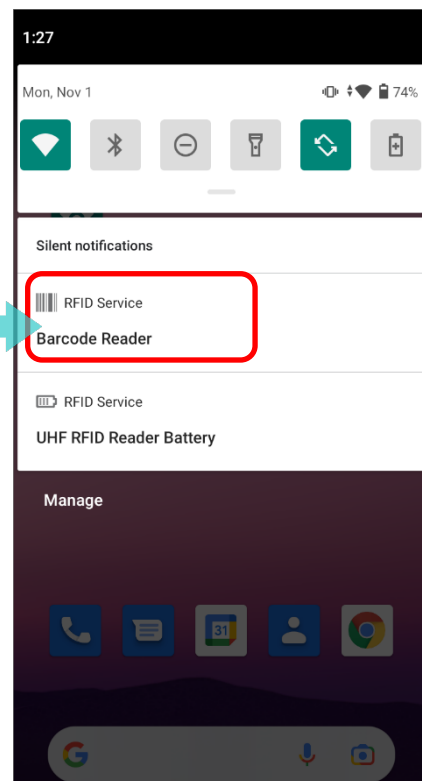 1:27
Mon, Nov 1
74%
Silent notifications
RFID Service
Barcode Reader
RFID Service
UHF RFID Reader Battery
Manage
31
G